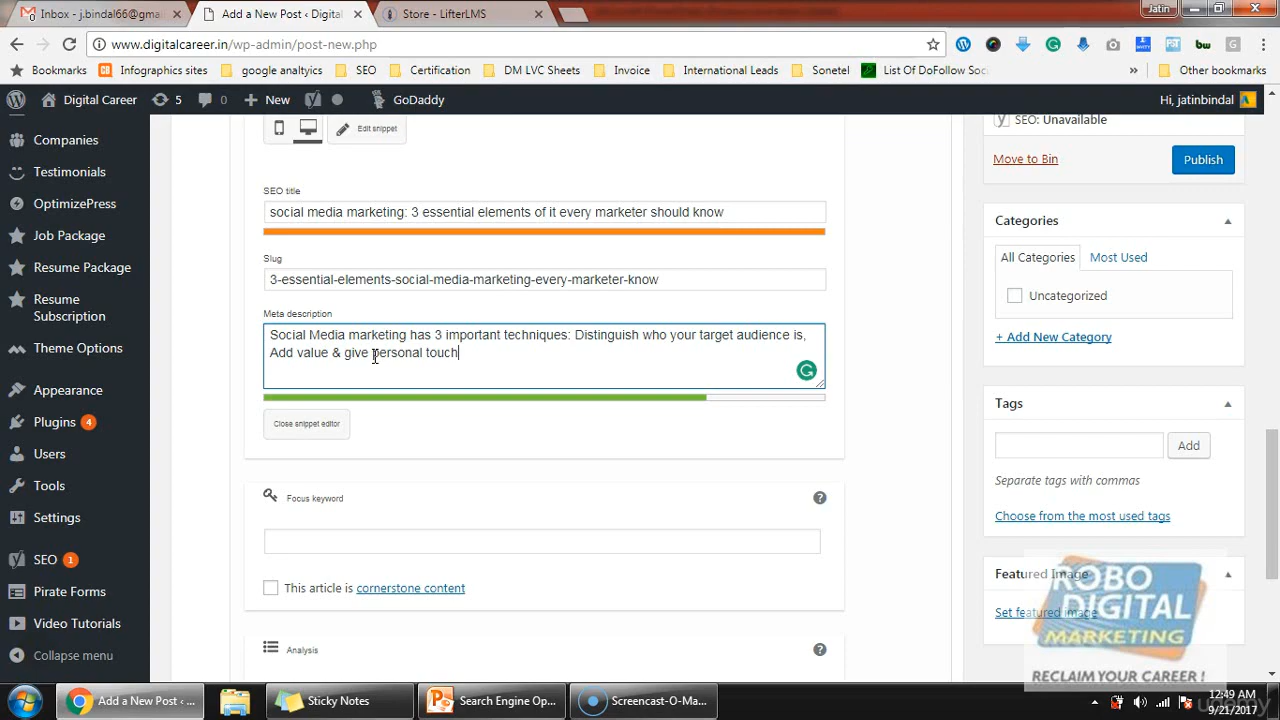 Inbox - j.bindal66@gma
Add a New Post ‹ Digital
Store - LifterLMS
Jatin
www.digitalcareer.in/wp-admin/post-new.php
Bookmarks
Infographics sites
google analtyics
SEO
Certification
DM LVC Sheets
Invoice
International Leads
Sonetel
List Of DoFollow Soc
»
Other bookmarks
Digital Career
5
0
New
GoDaddy
Hi, jatinbindal
Companies
Testimonials
OptimizePress
Job Package
Resume Package
Resume
Subscription
Theme Options
Appearance
Plugins 4
Users
Tools
Settings
SEO 1
Pirate Forms
Video Tutorials
Collapse menu
Edit snippet
SEO title
social media marketing: 3 essential elements of it every marketer should know
Slug
3-essential-elements-social-media-marketing-every-marketer-know
Meta description
Social Media marketing has 3 important techniques: Distinguish who your target audience is,
Add value & give personal touch
Close snippet editor
Focus keyword
This article is cornerstone content
Analysis
SEO: Unavailable
Move to Bin
Publish
Categories
All Categories
Most Used
Uncategorized
+ Add New Category
Tags
Add
Separate tags with commas
Choose from the most used tags
Featured Image
Set featured image
ROBO
DIGITAL
MARKETING
RECLAIM YOUR CAREER !
Add a New Post ‹ ...
Sticky Notes
Search Engine Op...
Screencast-O-Ma...
12:49 AM
9/21/2017
udemy